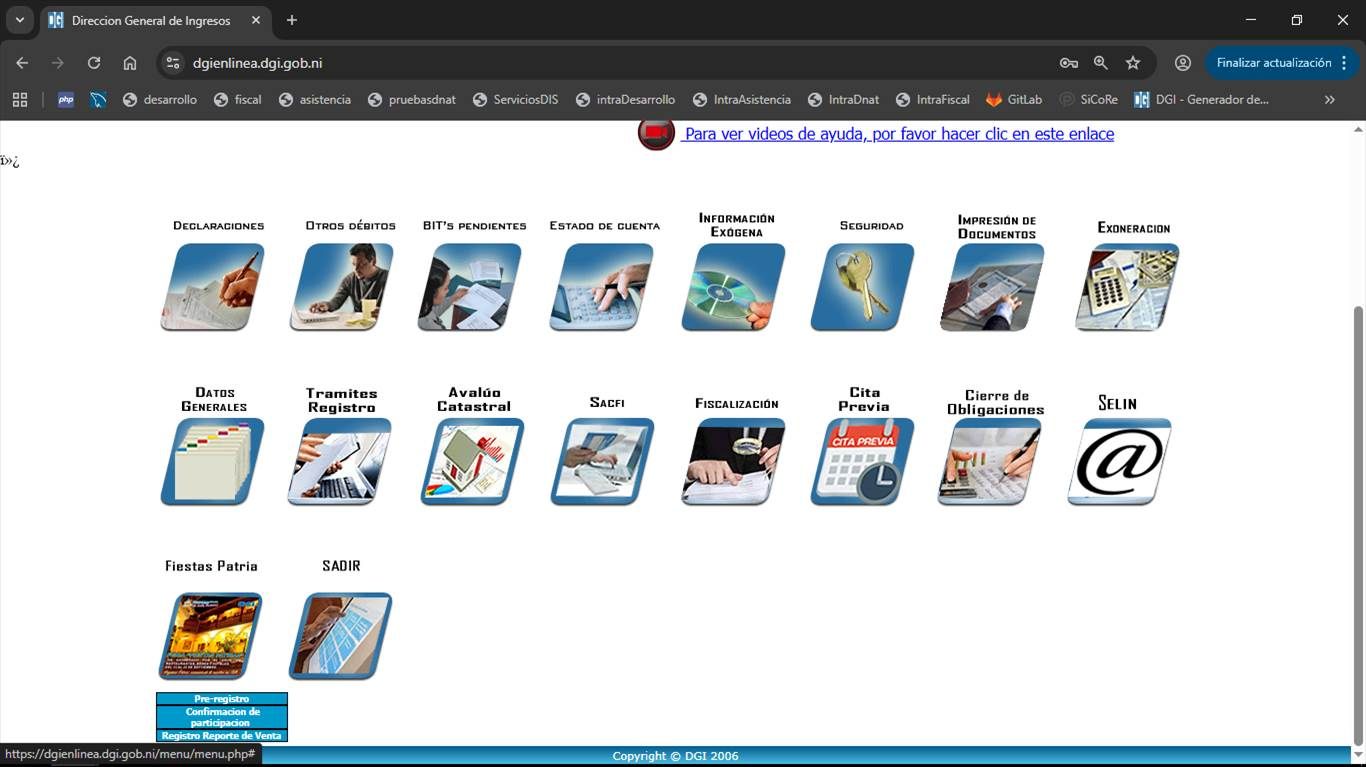 Direccion General de Ingresos
dgienlinea.dgi.gob.ni
Finalizar actualización
php
desarrollo
fiscal
asistencia
pruebasdnat
ServiciosDIS
intraDesarrollo
IntraAsistencia
IntraDnat
IntraFiscal
GitLab
SiCoRe
DGI - Generador de...
Para ver videos de ayuda, por favor hacer clic en este enlace
ï»¿
Declaraciones
Otros débitos
BIT's pendientes
Estado de cuenta
Información
Exógena
Seguridad
Impresión de
Documentos
Exoneracion
Datos
Generales
Tramites
Registro
Avalúo
Catastral
Sacfi
Fiscalización
Cita
Previa
CITA PREVIA
Cierre de
Obligaciones
Selin
Fiestas Patria
SADIR
Pre-registro
Confirmacion de
participacion
Registro Reporte de Venta
https://dgienlinea.dgi.gob.ni/menu/menu.php#
Copyright © DGI 2006